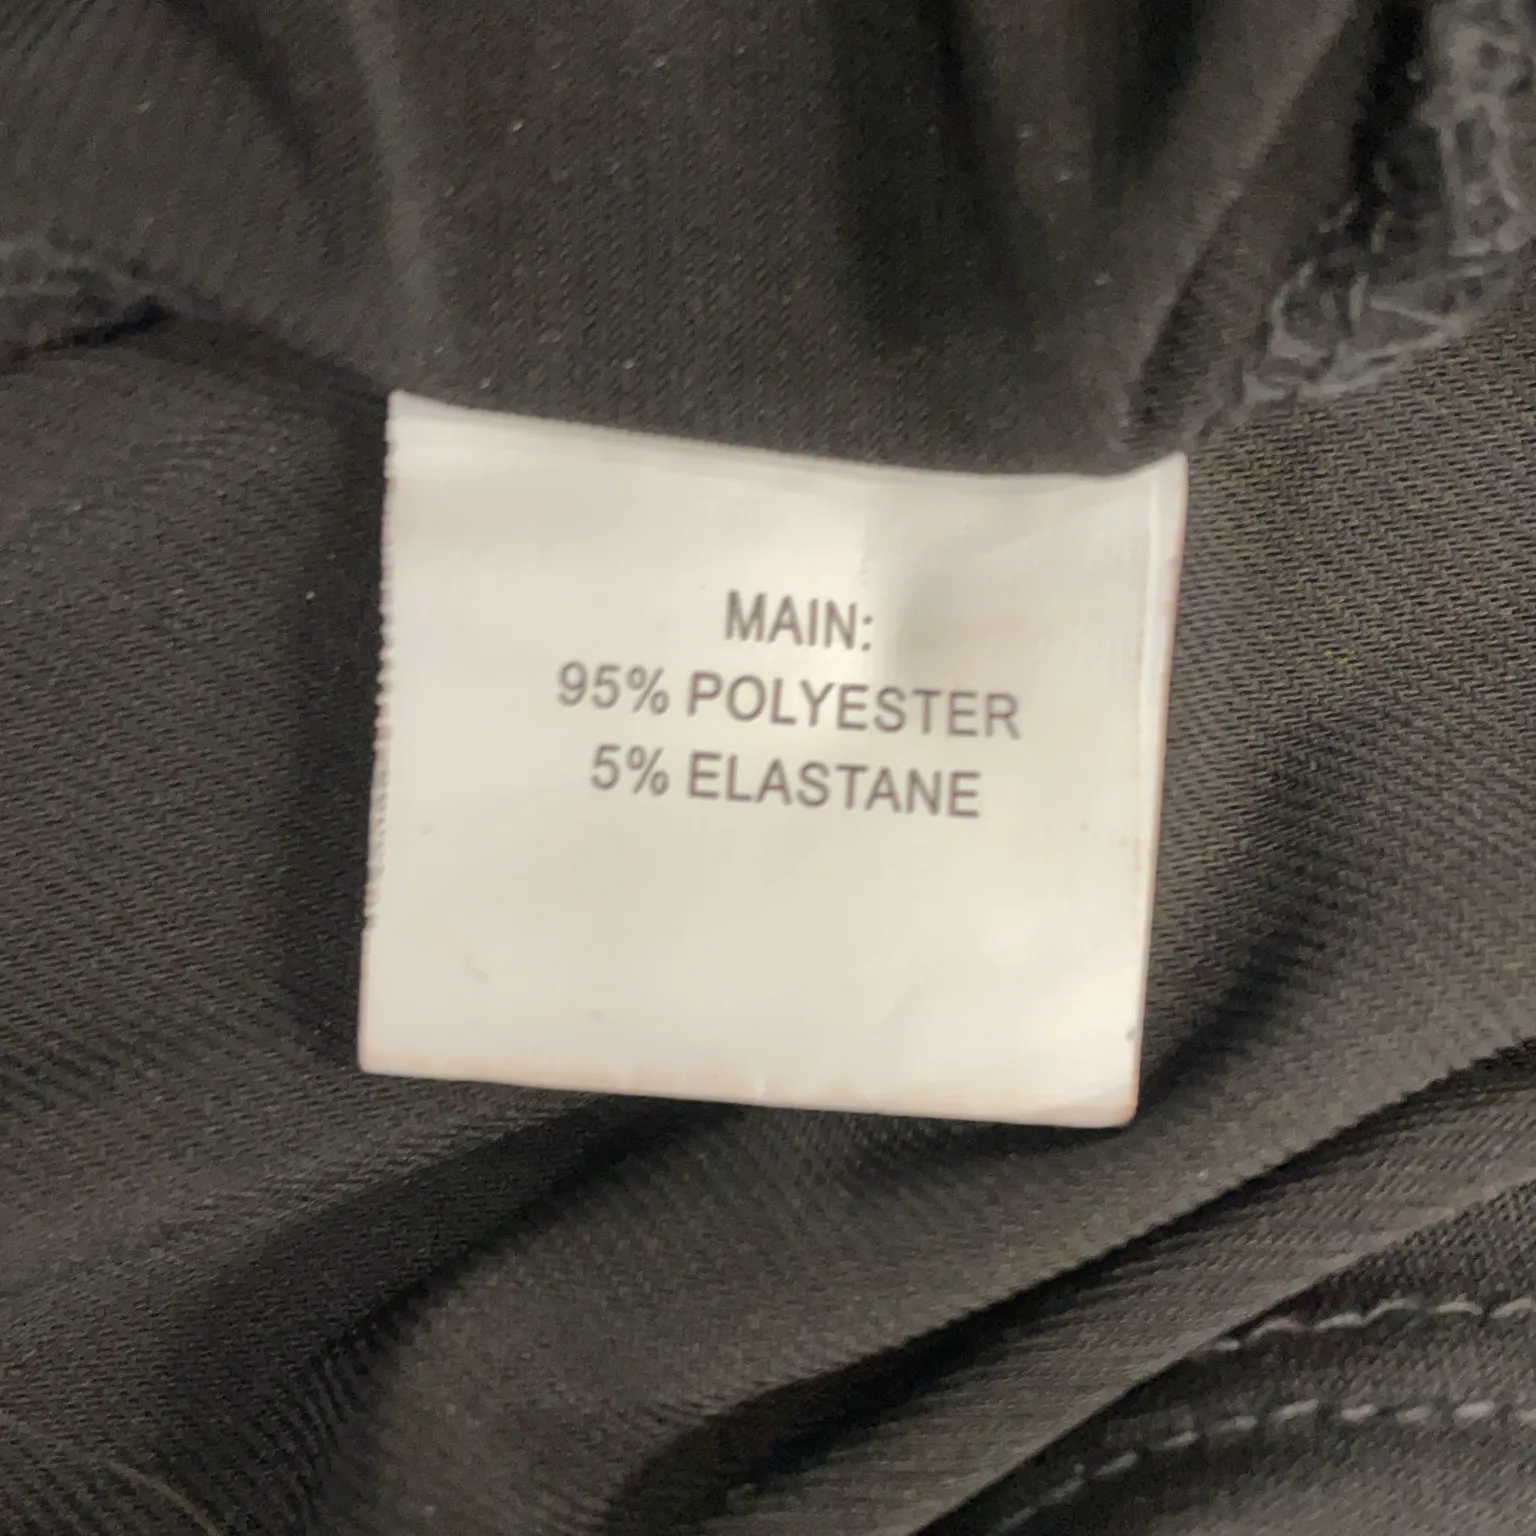 MAIN:
95% POLYESTER
5% ELASTANE